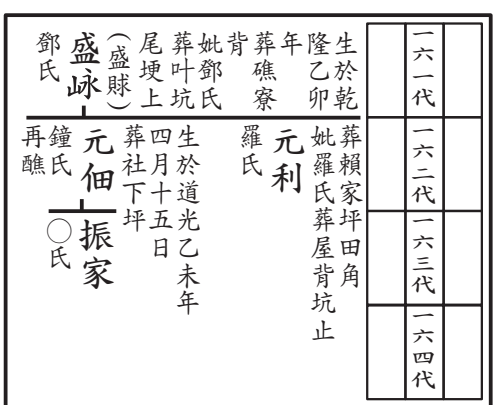 一六一代
一六二代
一六三代
一六四代
生於乾
隆乙卯
年
葬礁寮
背
妣鄧氏
葬叶坑
尾埂上
(盛賕)
盛咏
鄧氏
葬賴家坪田角
妣羅氏葬屋背坑止
元利
羅氏
生於道光乙未年
四月十五日
葬社下坪
元佃
鐘氏
再醮
振家
〇氏